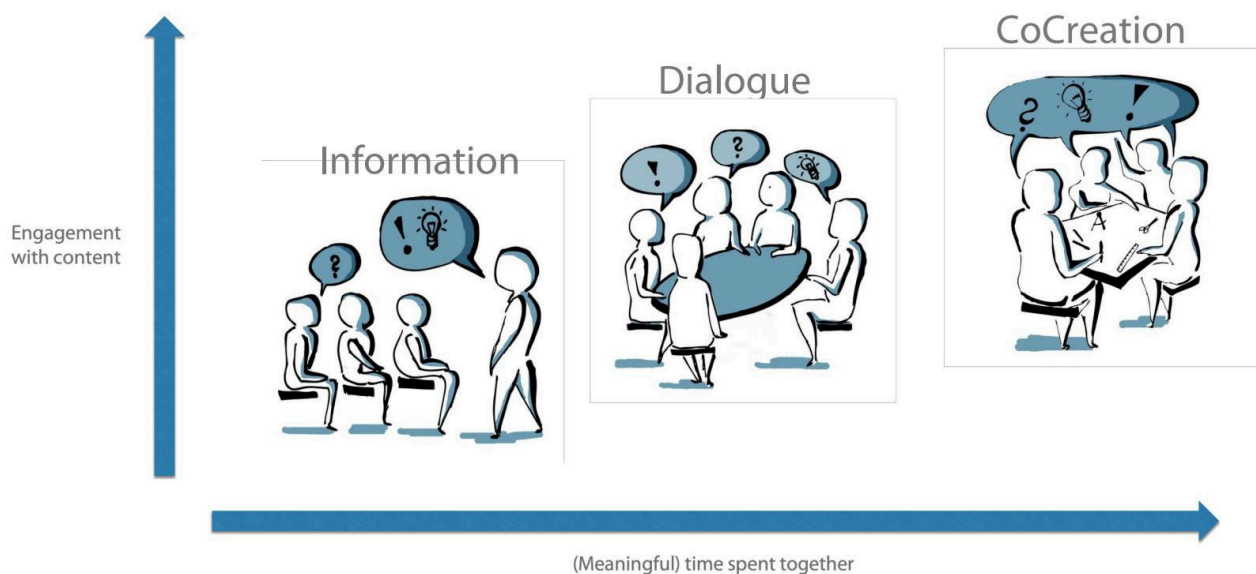 CoCreation
Dialogue
Information
Engagement
with content
? ! ?
! ? !
A
(Meaningful) time spent together